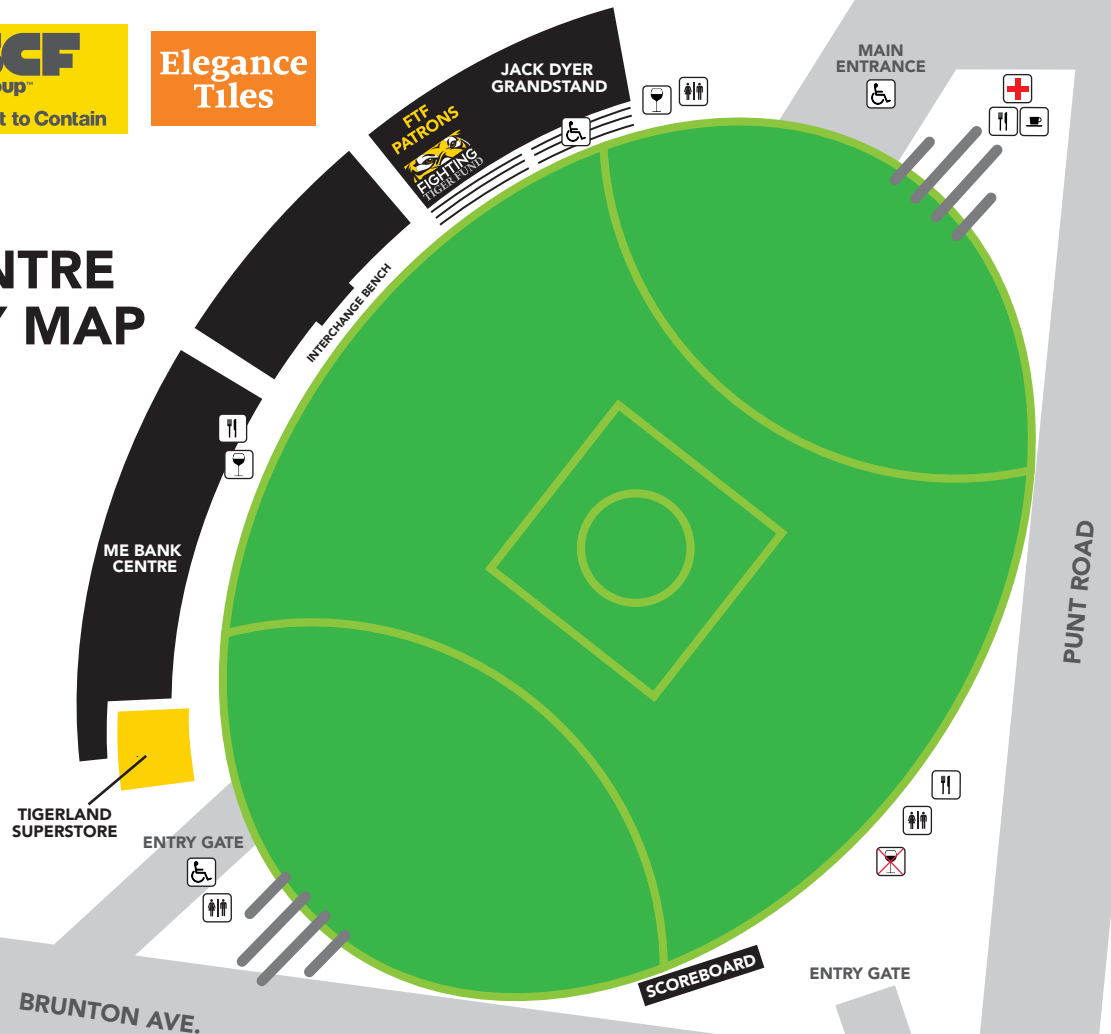 CF
oup™
t to Contain
Elegance
Tiles
NTRE
Y MAP
JACK DYER
GRANDSTAND
FTF
PATRONS
FIGHTING
TIGER FUND
MAIN
ENTRANCE
INTERCHANGE BENCH
ME BANK
CENTRE
PUNT ROAD
TIGERLAND
SUPERSTORE
ENTRY GATE
SCOREBOARD
ENTRY GATE
BRUNTON AVE.